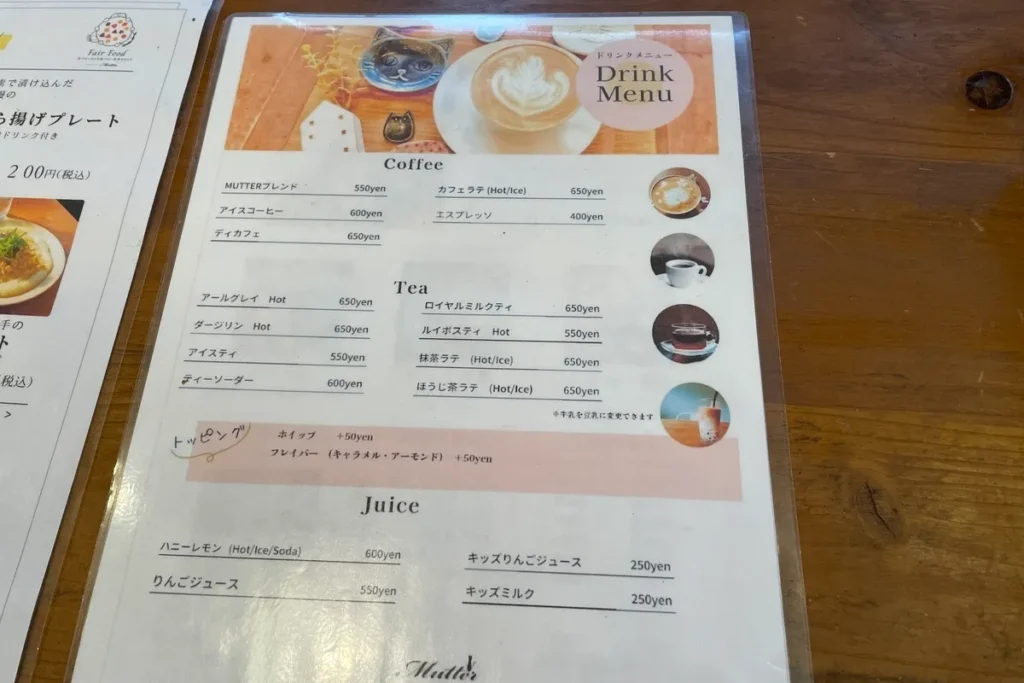 Fair Food
で漬け込んだ
揚げプレート
ドリンク付き
200円(税込)
手の
ト
税込)
>
ドリンクメニュー
Drink
Menu
Coffee
MUTTERブレンド 550yen
アイスコーヒー 600yen
ディカフェ 650yen
カフェラテ (Hot/Ice) 650yen
エスプレッソ 400yen
Tea
アールグレイ Hot 650yen
ダージリン Hot 650yen
アイスティ 550yen
ティーソーダー 600yen
ロイヤルミルクティ 650yen
ルイボスティ Hot 550yen
抹茶ラテ (Hot/Ice) 650yen
ほうじ茶ラテ (Hot/Ice) 650yen
※牛乳を豆乳に変更できます
トッピング
ホイップ +50yen
フレイバー (キャラメル・アーモンド) +50yen
Juice
ハニーレモン (Hot/Ice/Soda) 600yen
りんごジュース 550yen
キッズりんごジュース 250yen
キッズミルク 250yen
Mutter